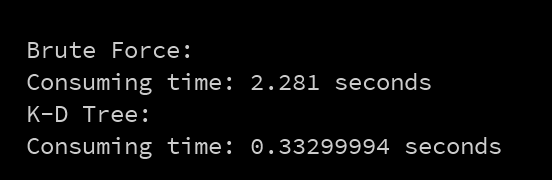 Brute Force:
Consuming time: 2.281 seconds
K-D Tree:
Consuming time: 0.33299994 seconds